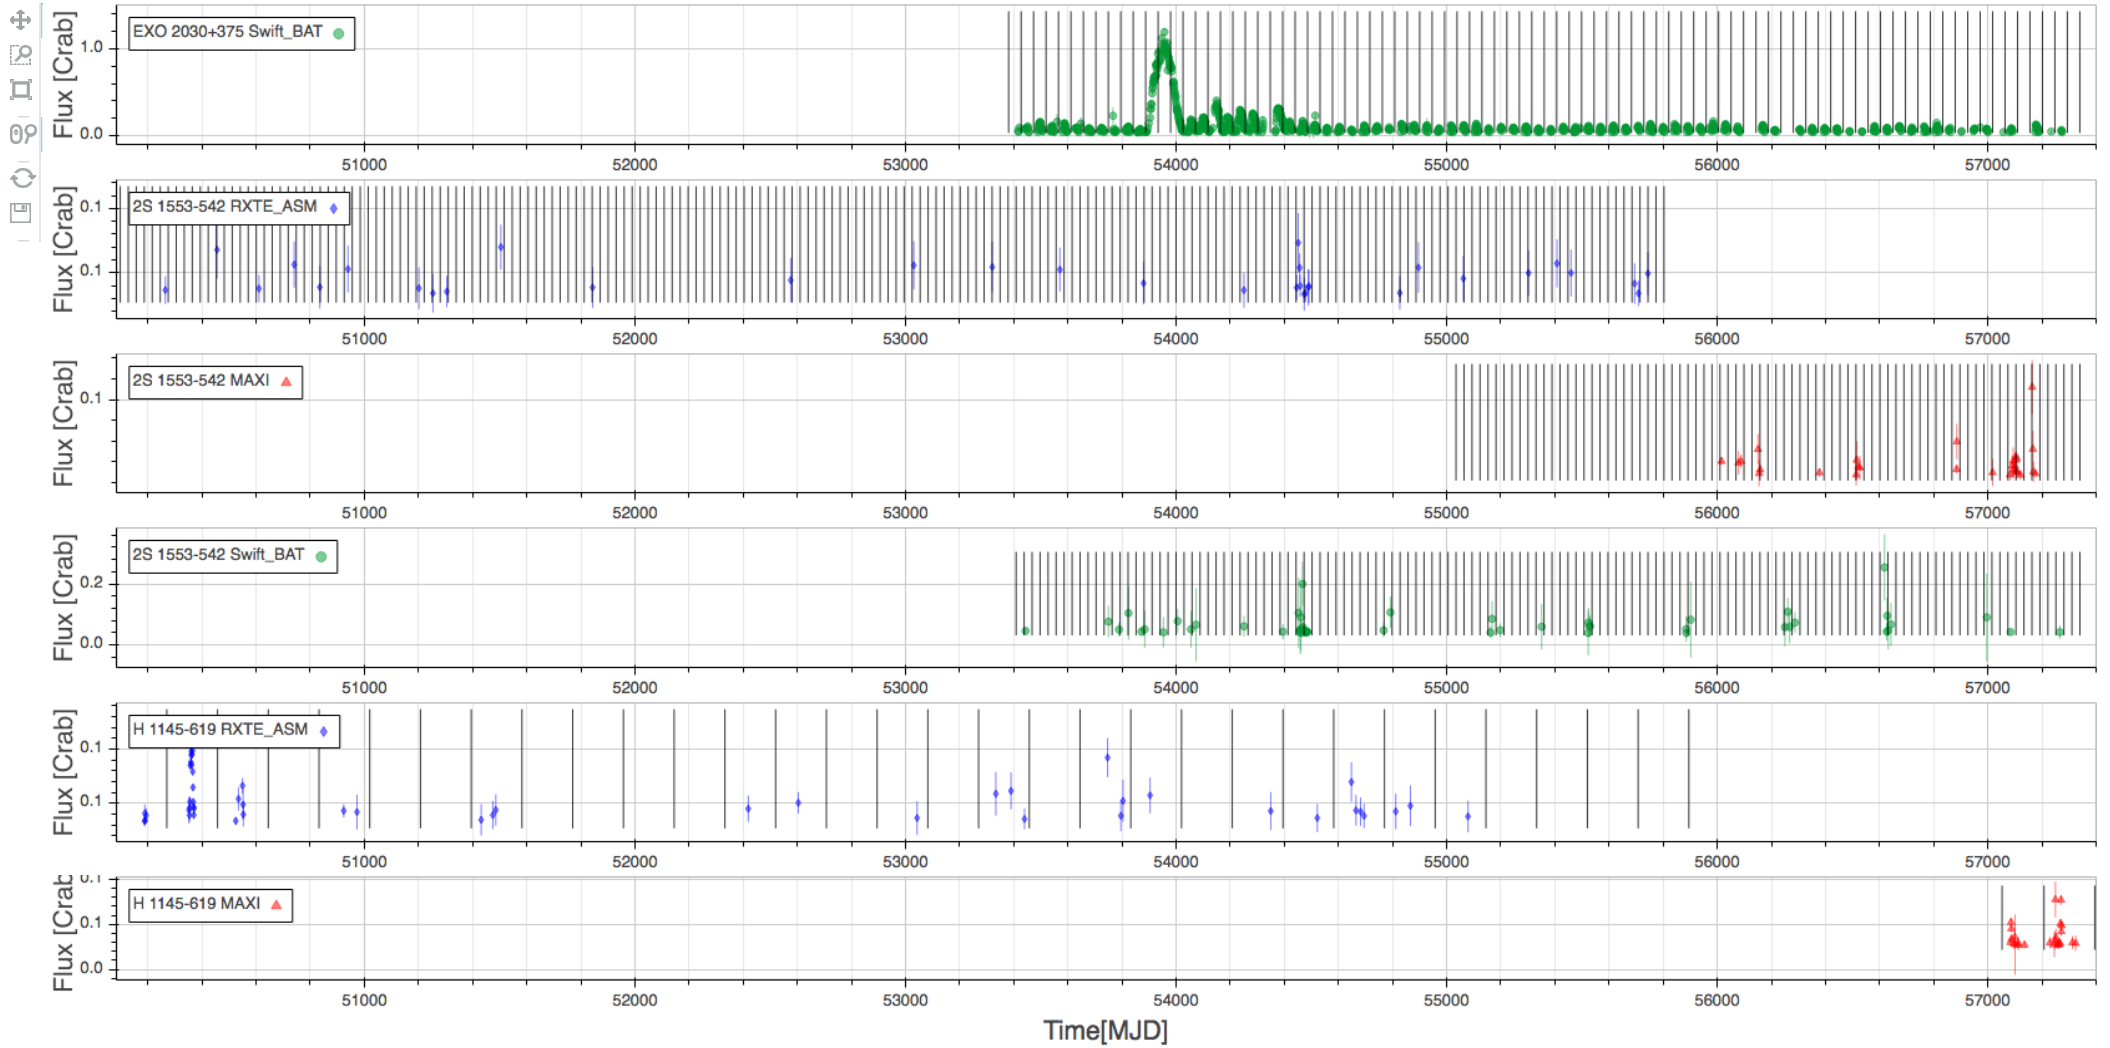 EXO 2030+375 Swift_BAT
Flux [Crab]
1.0
0.0
51000 52000 53000 54000 55000 56000 57000
2S 1553-542 RXTE_ASM
Flux [Crab]
0.1
0.1
51000 52000 53000 54000 55000 56000 57000
2S 1553-542 MAXI
Flux [Crab]
0.1
51000 52000 53000 54000 55000 56000 57000
2S 1553-542 Swift_BAT
Flux [Crab]
0.2
0.0
51000 52000 53000 54000 55000 56000 57000
H 1145-619 RXTE_ASM
Flux [Crab]
0.1
0.1
51000 52000 53000 54000 55000 56000 57000
H 1145-619 MAXI
Flux [Crab]
0.1
0.1
0.0
51000 52000 53000 54000 55000 56000 57000
Time[MJD]